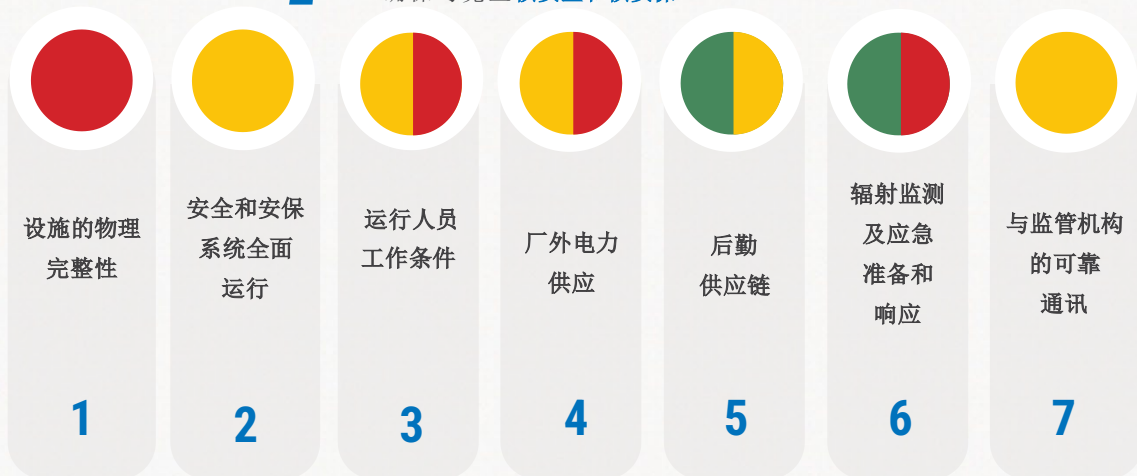 设施的物理
完整性
1
安全和安保
系统全面
运行
2
运行人员
工作条件
3
厂外电力
供应
4
后勤
供应链
5
辐射监测
及应急
准备和
响应
6
与监管机构
的可靠
通讯
7